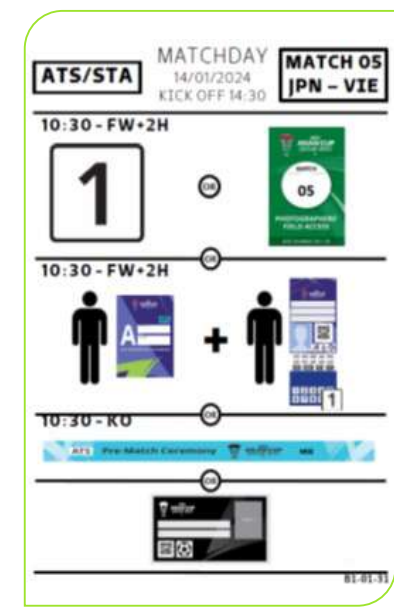 ATS/STA
MATCHDAY
14/01/2024
KICK OFF 14:30
MATCH 05
JPN – VIE
10:30 - FW+2H
1
OR
MATCH
05
PHOTOGRAPHERS
FIELD ACCESS
OR
10:30 - FW+2H
A
+
1
OR
10:30 - KO
ATS Pre-Match Ceremony
OR
B1-01-31